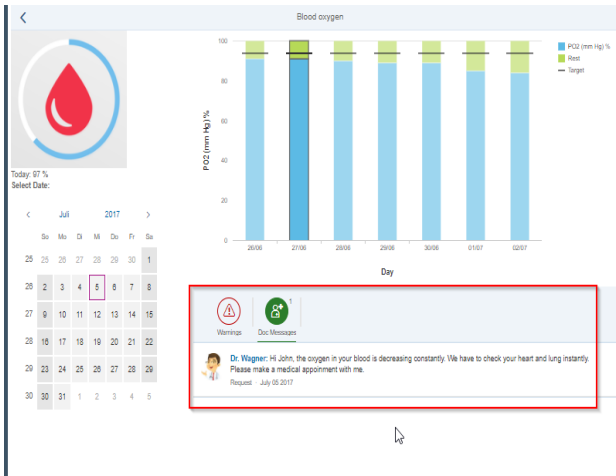 Blood oxygen
100
80
60
40
20
0
PO2 (mm Hg) %
26/06 27/06 28/06 29/06 30/06 01/07 02/07
Day
PO2 (mm Hg) %
Rest
Target
Today: 97 %
Select Date:
< Juli 2017 >
So Mo Di Mi Do Fr Sa
25 25 26 27 28 29 30 1
26 2 3 4 5 6 7 8
27 9 10 11 12 13 14 15
28 16 17 18 19 20 21 22
29 23 24 25 26 27 28 29
30 30 31 1 2 3 4 5
1
Warnings Doc Messages
Dr. Wagner: Hi John, the oxygen in your blood is decreasing constantly. We have to check your heart and lung instantly.
Please make a medical appoinment with me.
Request · July 05 2017